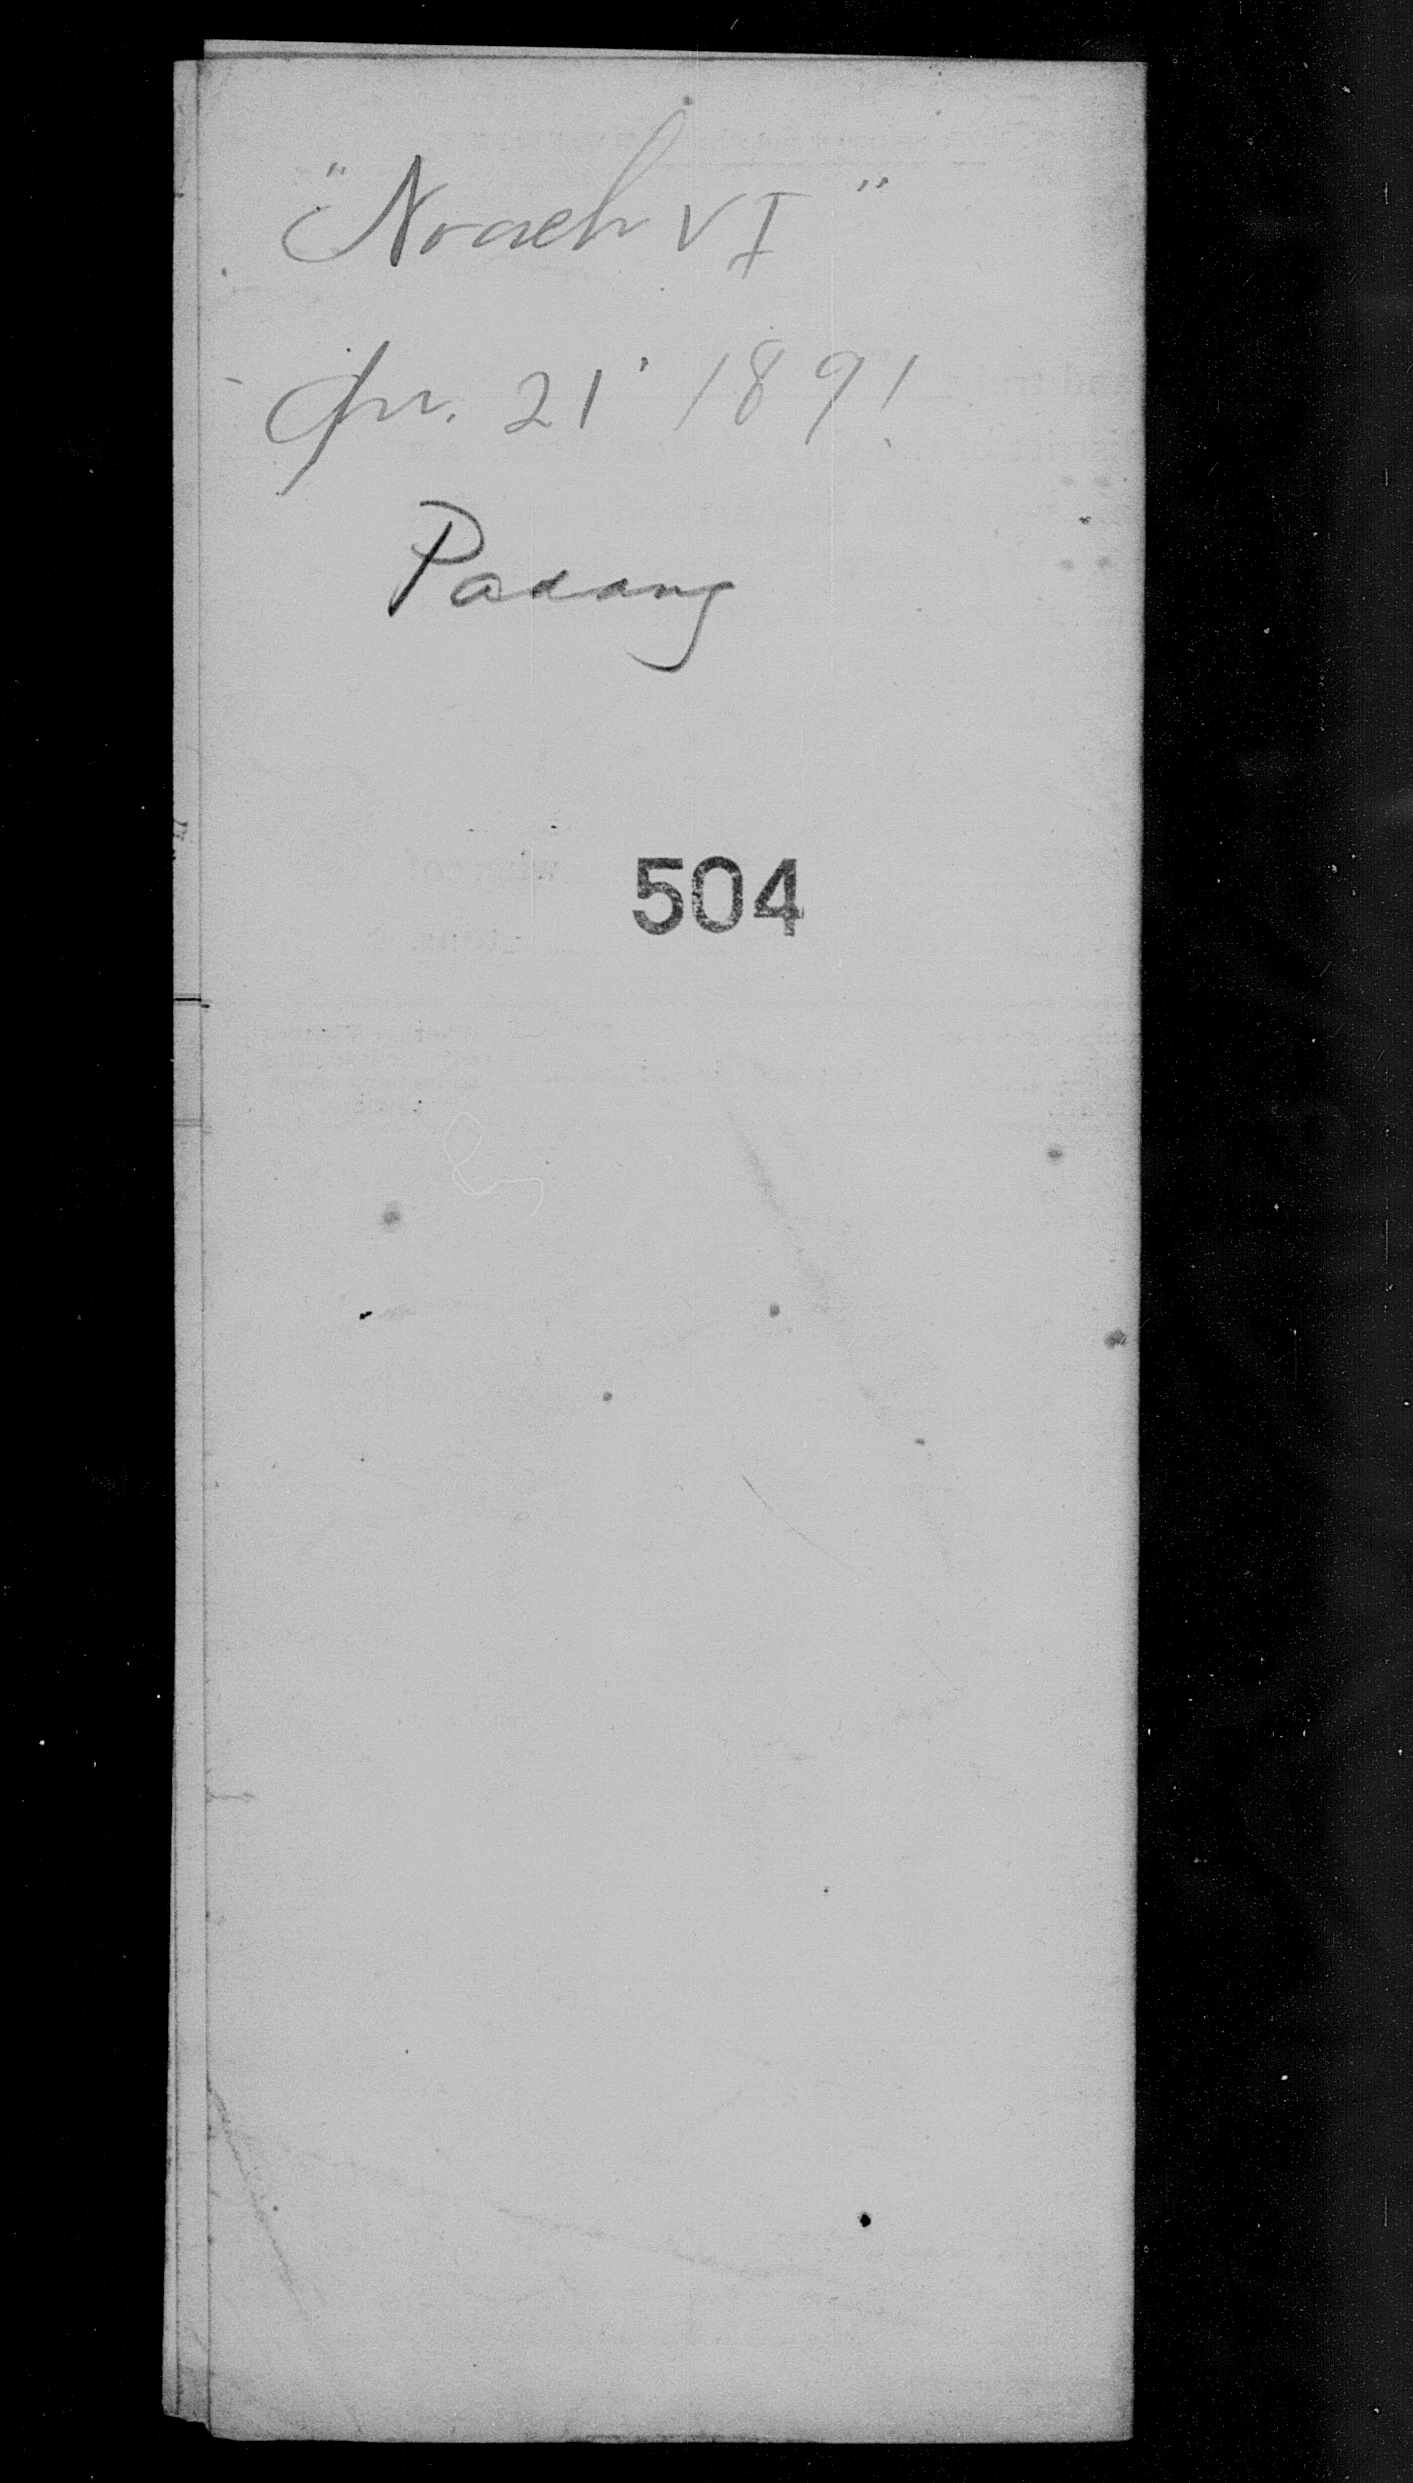 "Noach VI"
Apr. 21' 1891
Padang
504